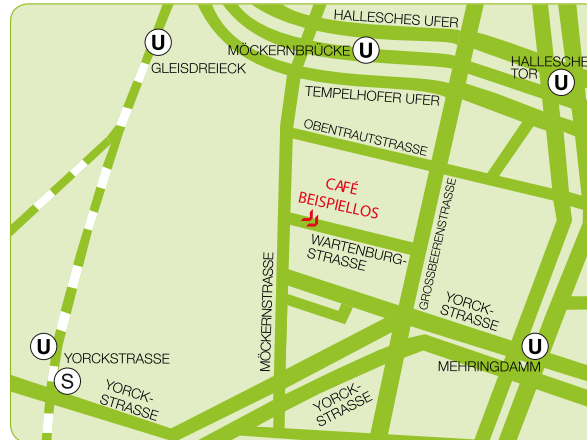 HALLESCHES UFER
U
MÖCKERNBRÜCKE
U
GLEISDREIECK
HALLESCHES
TOR
U
TEMPELHOFER UFER
OBENTRAUTSTRASSE
CAFÉ
BEISPIELLOS
WARTENBURG-
STRASSE
GROSSBEERENSTRASSE
MÖCKERNSTRASSE
YORCK-
STRASSE
U
YORCKSTRASSE
S
U
MEHRINGDAMM
YORCK-
STRASSE
YORCK-
STRASSE